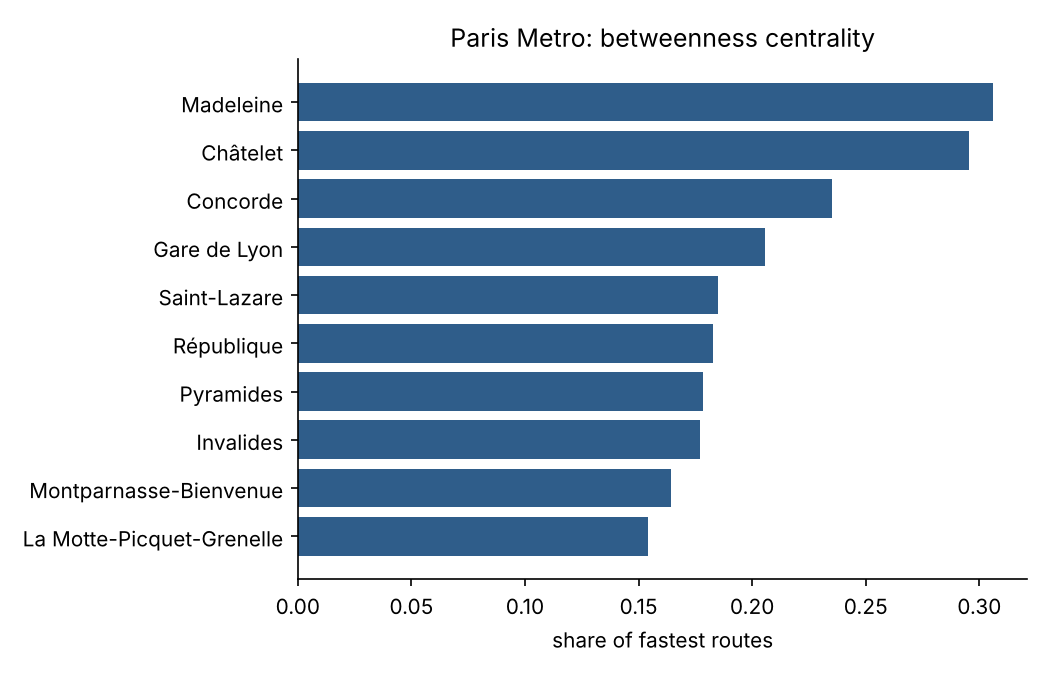 Paris Metro: betweenness centrality
Madeleine
Châtelet
Concorde
Gare de Lyon
Saint-Lazare
République
Pyramides
Invalides
Montparnasse-Bienvenue
La Motte-Picquet-Grenelle
0.00 0.05 0.10 0.15 0.20 0.25 0.30
share of fastest routes